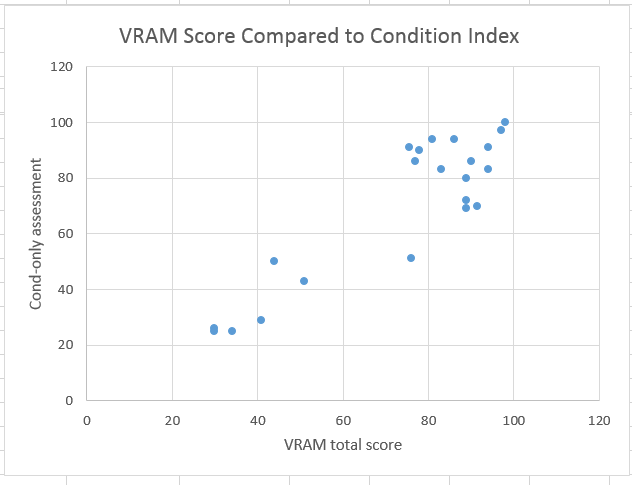 VRAM Score Compared to Condition Index
120
100
80
60
40
20
0
Cond-only assessment
0 20 40 60 80 100 120
VRAM total score